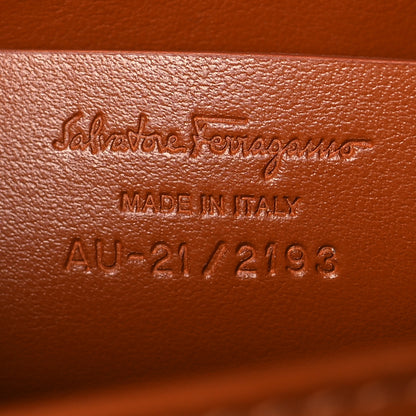 Salvatore Ferragamo
MADE IN ITALY
AU-21/2193